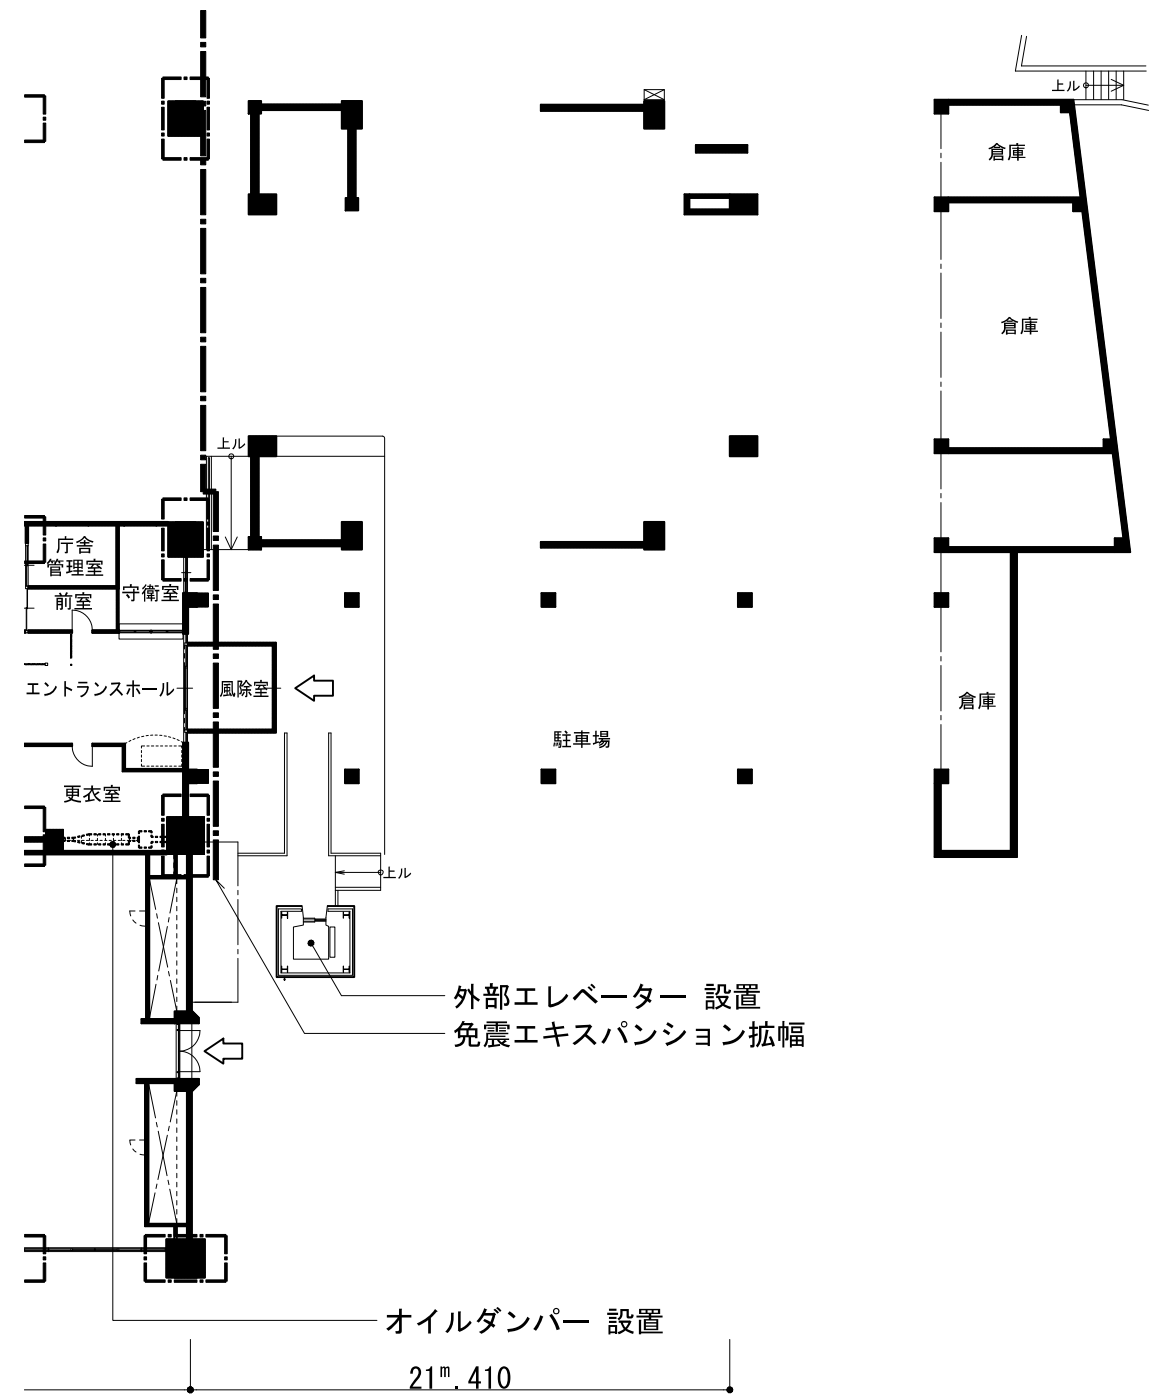 上ル
倉庫
倉庫
上ル
庁舎
管理室
守衛室
前室
エントランスホール
風除室
倉庫
駐車場
更衣室
上ル
外部エレベーター 設置
免震エキスパンション拡幅
オイルダンパー 設置
21ᵐ.410